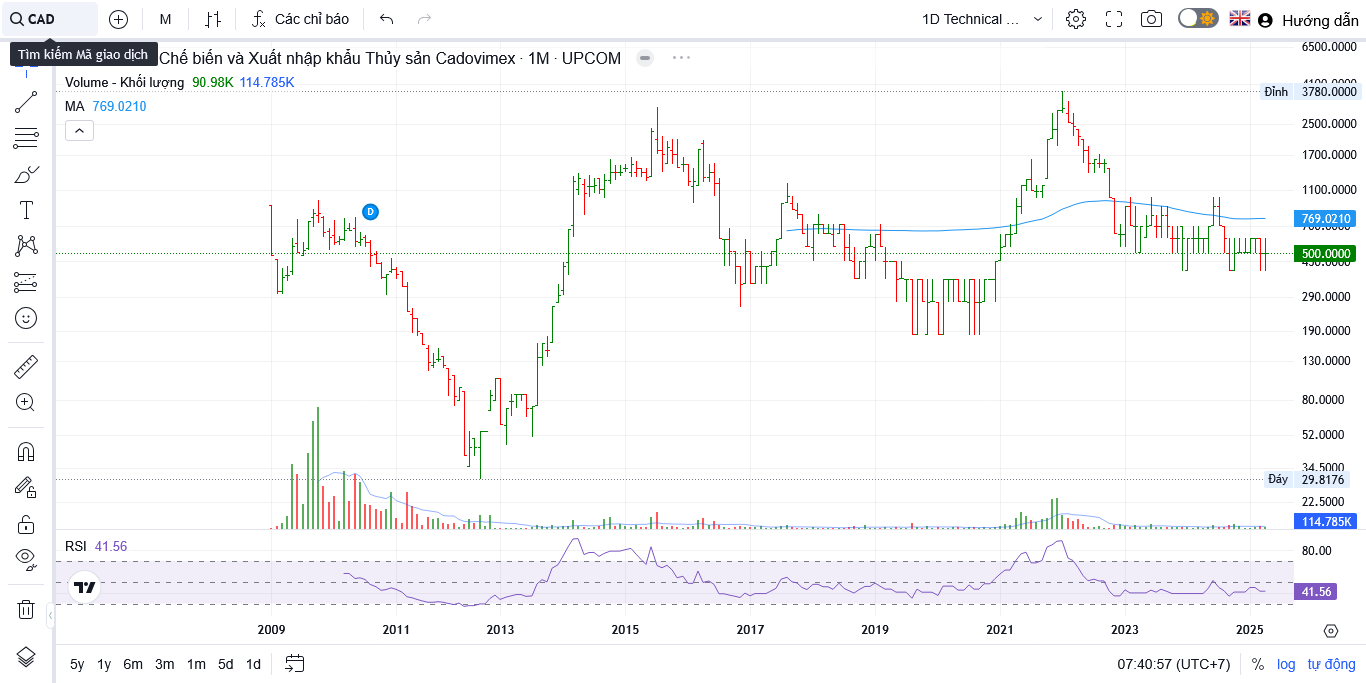 CAD
M
Các chỉ báo
1D Technical ...
Hướng dẫn
Tìm kiếm Mã giao dịch
Chế biến và Xuất nhập khẩu Thủy sản Cadovimex · 1M · UPCOM
Volume - Khối lượng 90.98K 114.785K
MA 769.0210
D
6500.0000
Đỉnh 3780.0000
2500.0000
1700.0000
1100.0000
769.0210
500.0000
290.0000
190.0000
130.0000
80.0000
52.0000
34.5000
Đáy 29.8176
22.5000
114.785K
RSI 41.56
80.00
41.56
2009 2011 2013 2015 2017 2019 2021 2023 2025
5y 1y 6m 3m 1m 5d 1d
07:40:57 (UTC+7) % log tự động